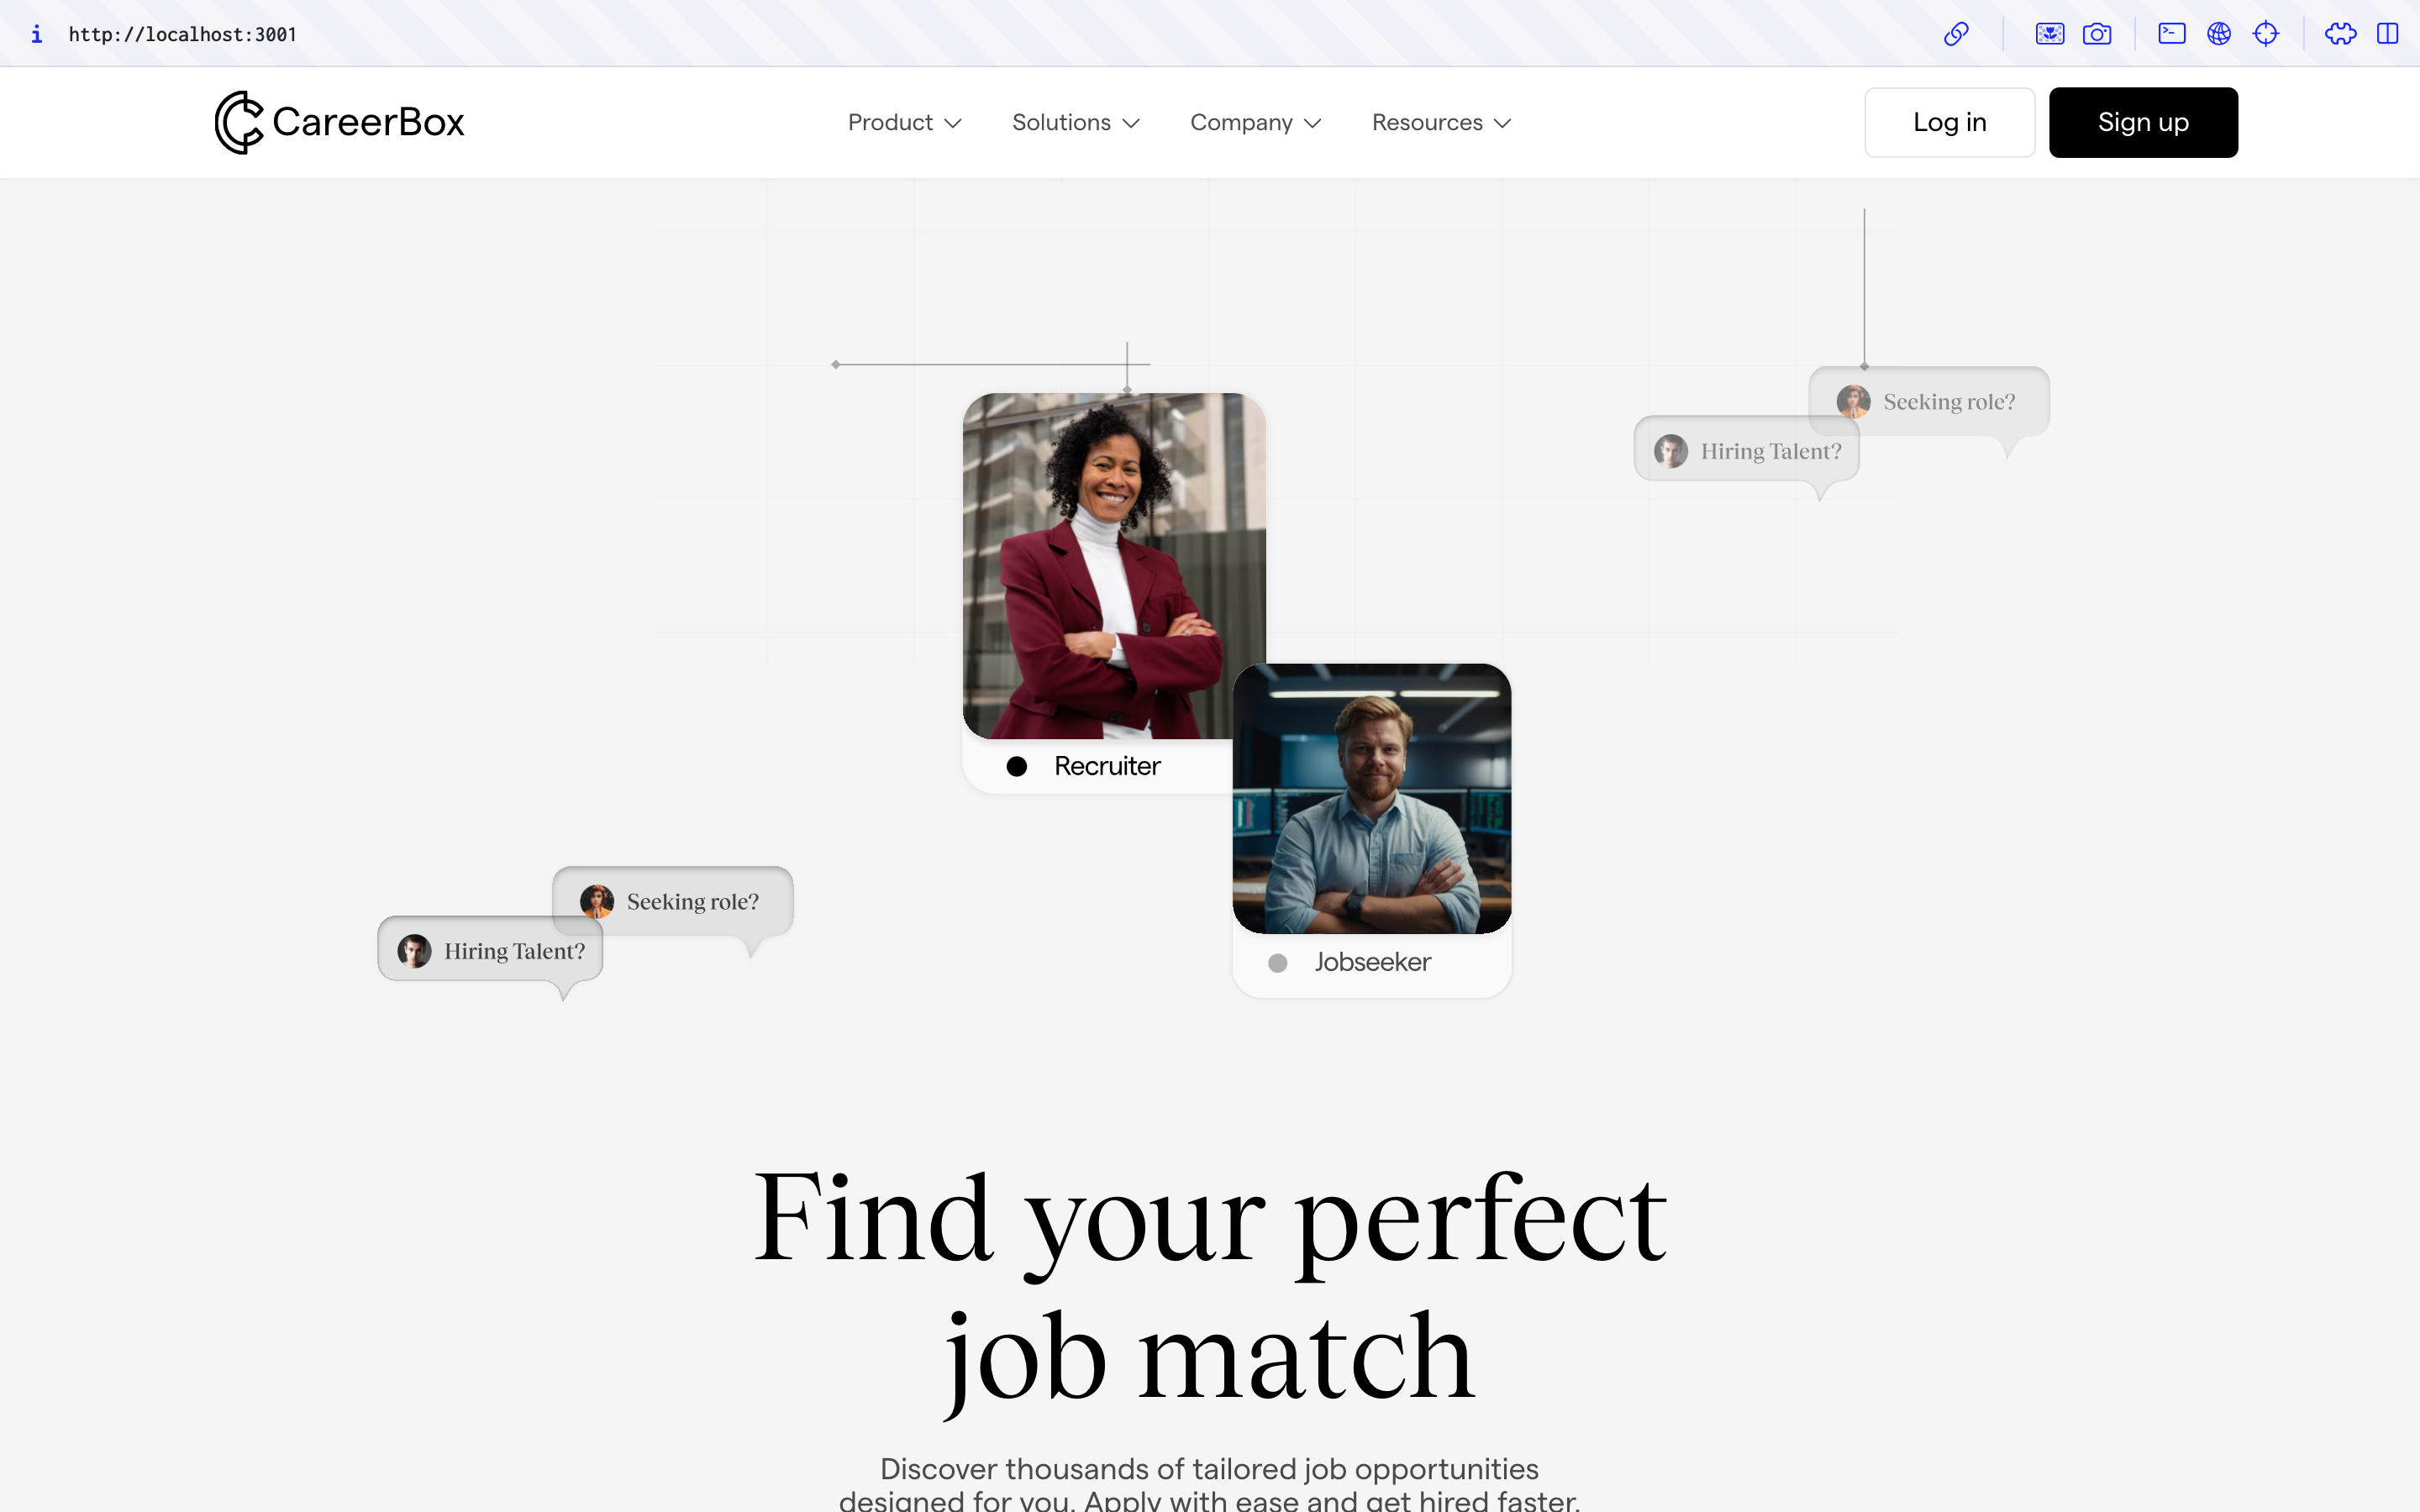 i http://localhost:3001
CareerBox
Product
Solutions
Company
Resources
Log in
Sign up
Seeking role?
Hiring Talent?
Recruiter
Seeking role?
Hiring Talent?
Jobseeker
Find your perfect
job match
Discover thousands of tailored job opportunities
designed for you. Apply with ease and get hired faster.